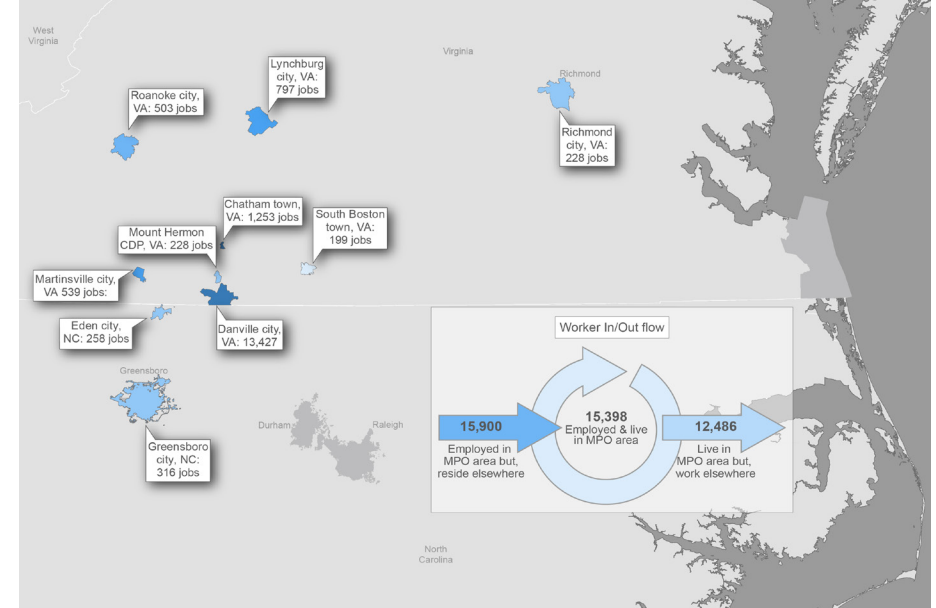 West
Virginia
Virginia
Lynchburg
city, VA:
797 jobs
Richmond
Roanoke city,
VA: 503 jobs
Richmond
city, VA:
228 jobs
Chatham town,
VA: 1,253 jobs
South Boston
town, VA:
199 jobs
Mount Hermon
CDP, VA: 228 jobs
Martinsville city,
VA 539 jobs:
Eden city,
NC: 258 jobs
Danville city,
VA: 13,427
Worker In/Out flow
Greensboro
15,900
Employed in
MPO area but,
reside elsewhere
15,398
Employed & live
in MPO area
12,486
Live in
MPO area but,
work elsewhere
Durham
Raleigh
Greensboro
city, NC:
316 jobs
North
Carolina